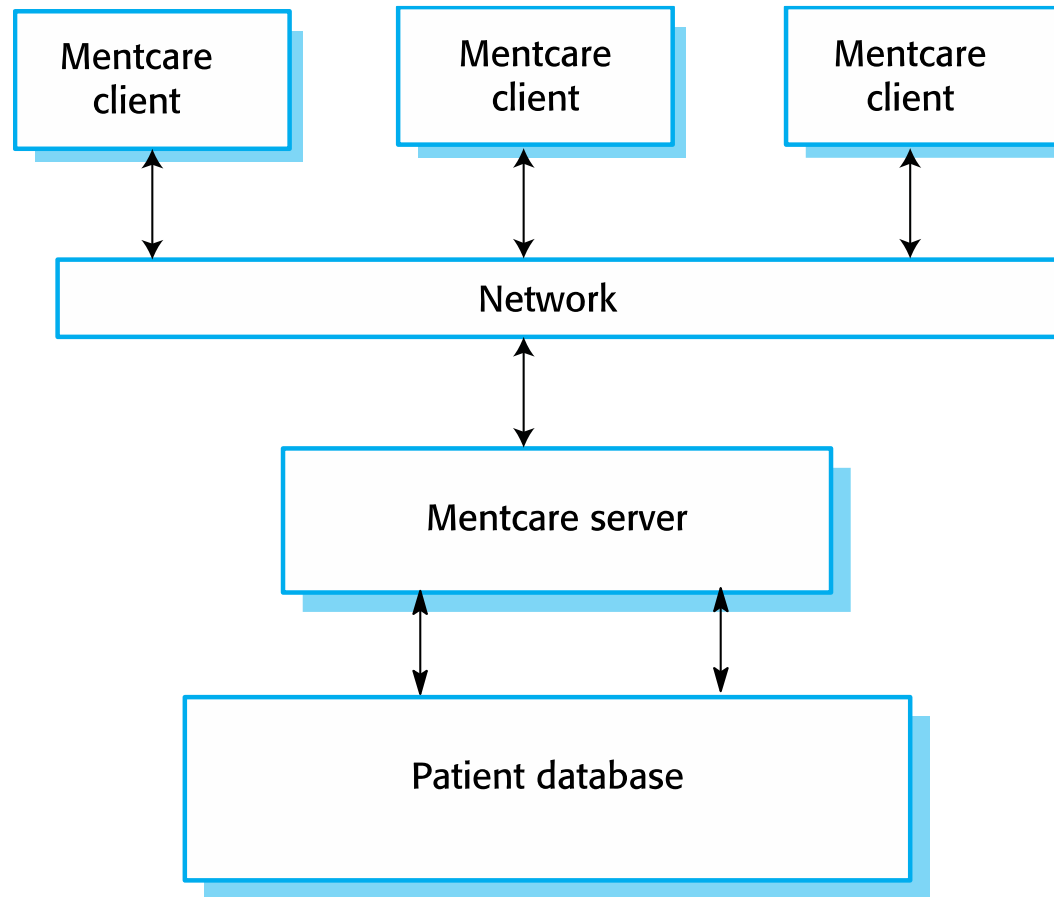 Mentcare
client
Mentcare
client
Mentcare
client
Network
Mentcare server
Patient database